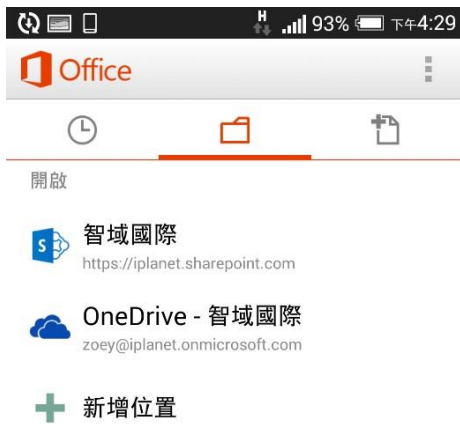 H 93% 下午4:29
Office
開啟
智域國際
https://iplanet.sharepoint.com
OneDrive - 智域國際
zoey@iplanet.onmicrosoft.com
新增位置